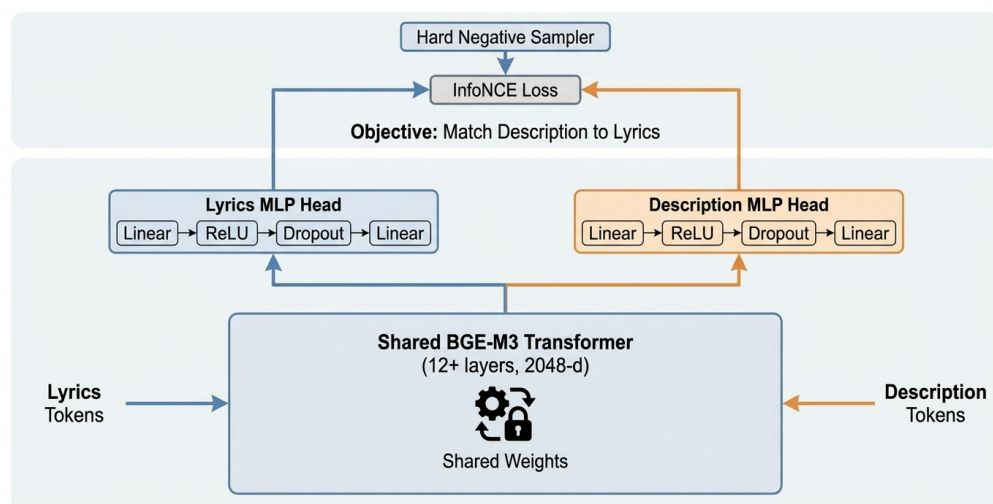 Hard Negative Sampler
InfoNCE Loss
Objective: Match Description to Lyrics
Lyrics MLP Head
Linear ReLU Dropout Linear
Description MLP Head
Linear ReLU Dropout Linear
Shared BGE-M3 Transformer
(12+ layers, 2048-d)
Shared Weights
Lyrics
Tokens
Description
Tokens